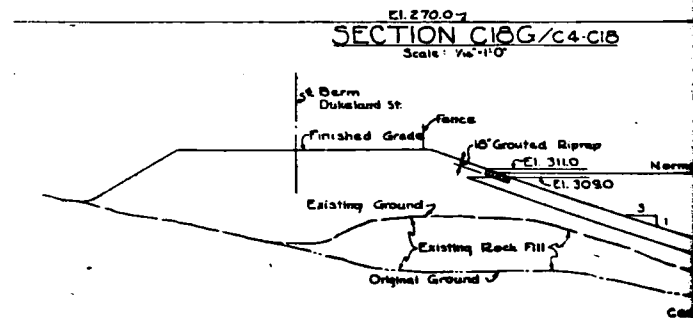 El. 270.0
SECTION C18G/C4-C18
Scale: 1/16"-1'-0"
℄ Berm
Dukeland St.
Fence
Finished Grade
18" Grouted Riprap
El. 311.0
Norm
El. 309.0
3
1
Existing Ground
Existing Rock Fill
Original Ground